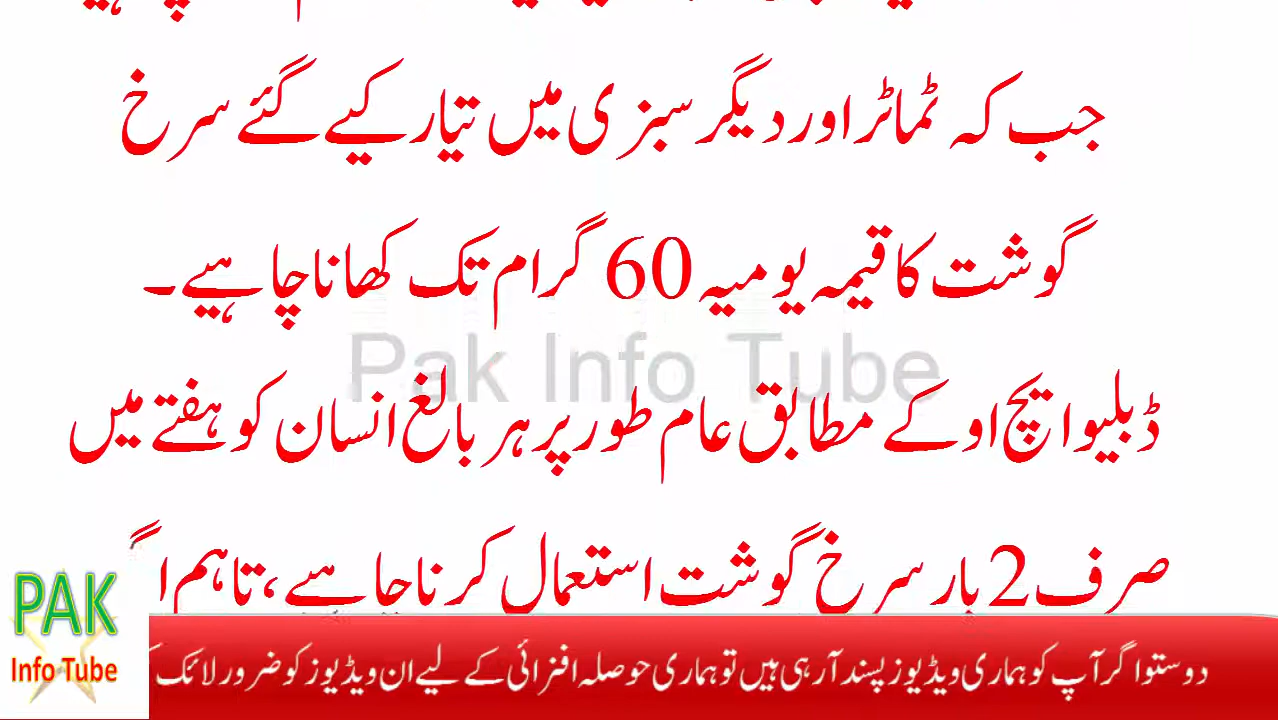 جب کہ ٹماٹر اور دیگر سبزی میں تیار کیے گئے سرخ
گوشت کا قیمہ یومیہ 60 گرام تک کھانا چاہیے۔
Pak Info Tube
ڈبلیو ایچ او کے مطابق عام طور پر ہر بالغ انسان کو ہفتے میں
صرف 2 بار سرخ گوشت استعمال کرنا چاہیے، تاہم
PAK
Info Tube
دوستو اگر آپ کو ہماری ویڈیوز پسند آرہی ہیں تو ہماری حوصلہ افزائی کے لیے ان ویڈیوز کو ضرور لائک